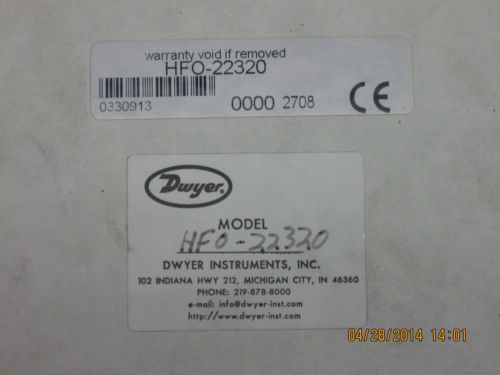 warranty void if removed
HFO-22320
0330913 0000 2708 CE
Dwyer®
MODEL
HFO-22320
DWYER INSTRUMENTS, INC.
102 INDIANA HWY 212, MICHIGAN CITY, IN 46360
PHONE: 219-878-8000
e-mail: info@dwyer-inst.com
http://www.dwyer-inst.com
04/28/2014 14:01